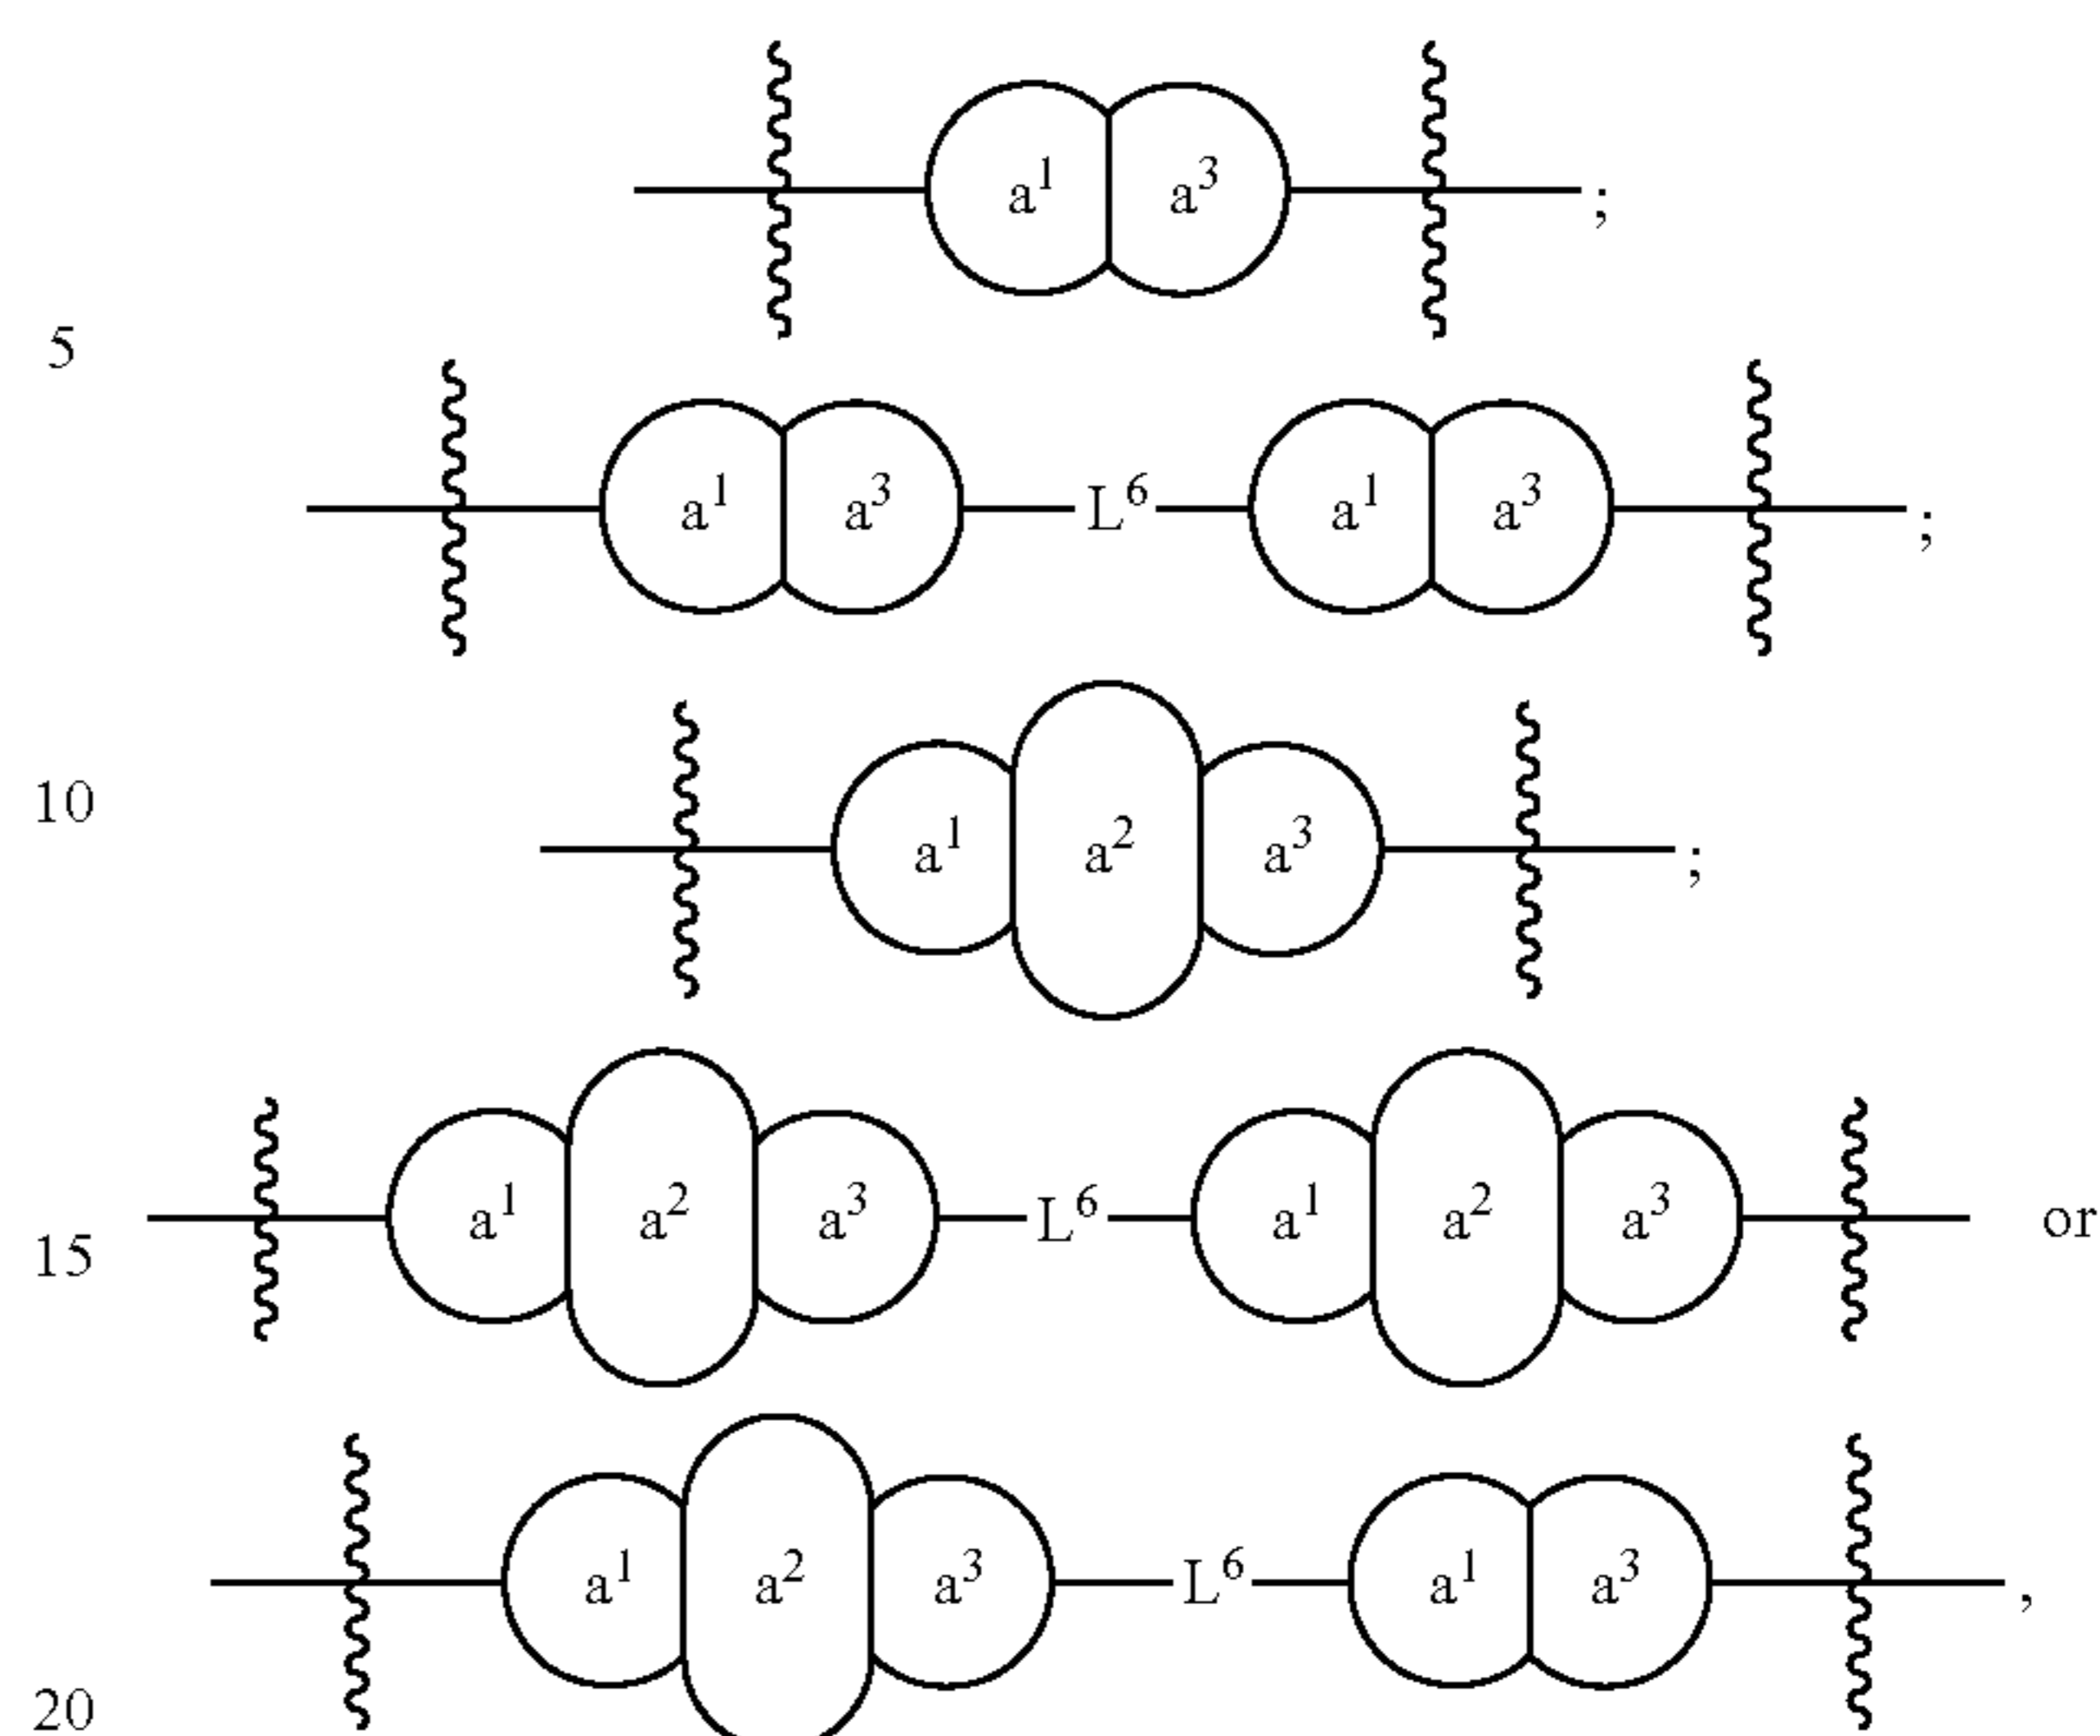 a¹ a³ ;
5
a¹ a³ L⁶ a¹ a³ ;
10
a¹ a² a³ ;
a¹ a² a³ L⁶ a¹ a² a³ or
15
a¹ a² a³ L⁶ a¹ a³ ,
20